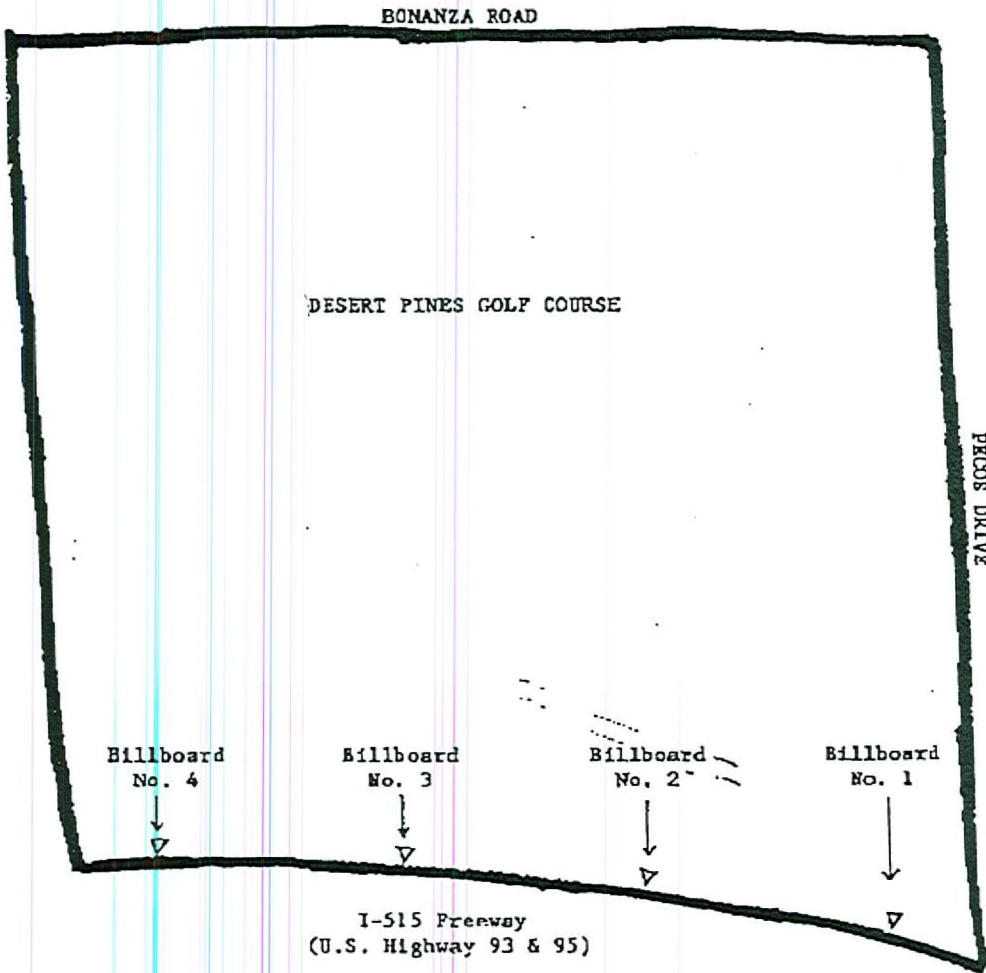 BONANZA ROAD
DESERT PINES GOLF COURSE
PECOS DRIVE
Billboard
No. 4
Billboard
No. 3
Billboard
No. 2
Billboard
No. 1
I-515 Freeway
(U.S. Highway 93 & 95)